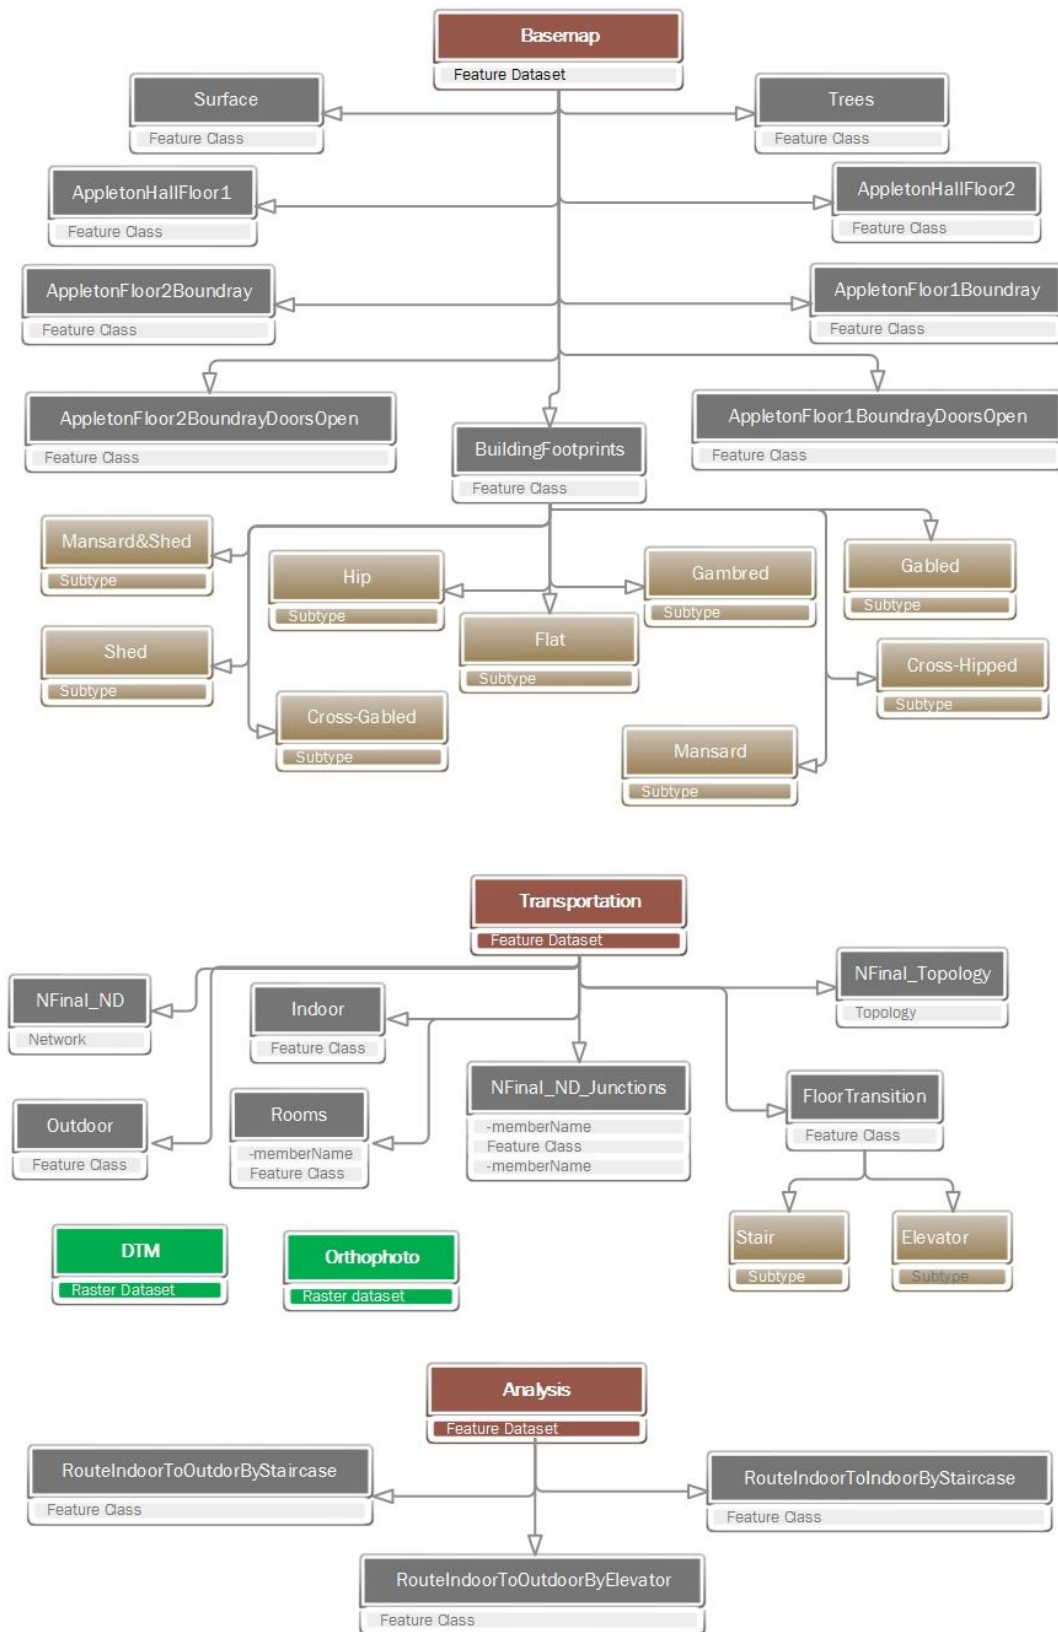 Basemap
Feature Dataset
Surface
Feature Class
Trees
Feature Class
AppletonHallFloor1
Feature Class
AppletonHallFloor2
Feature Class
AppletonFloor2Boundray
Feature Class
AppletonFloor1Boundray
Feature Class
AppletonFloor2BoundrayDoorsOpen
Feature Class
AppletonFloor1BoundrayDoorsOpen
Feature Class
BuildingFootprints
Feature Class
Mansard&Shed
Subtype
Hip
Subtype
Gambred
Subtype
Gabled
Subtype
Shed
Subtype
Flat
Subtype
Cross-Hipped
Subtype
Cross-Gabled
Subtype
Mansard
Subtype
Transportation
Feature Dataset
NFinal_ND
Network
Indoor
Feature Class
NFinal_Topology
Topology
Outdoor
Feature Class
Rooms
-memberName
Feature Class
NFinal_ND_Junctions
-memberName
Feature Class
-memberName
FloorTransition
Feature Class
Stair
Subtype
Elevator
Subtype
DTM
Raster Dataset
Orthophoto
Raster dataset
Analysis
Feature Dataset
RouteIndoorToOutdorByStaircase
Feature Class
RouteIndoorToIndoorByStaircase
Feature Class
RouteIndoorToOutdoorByElevator
Feature Class